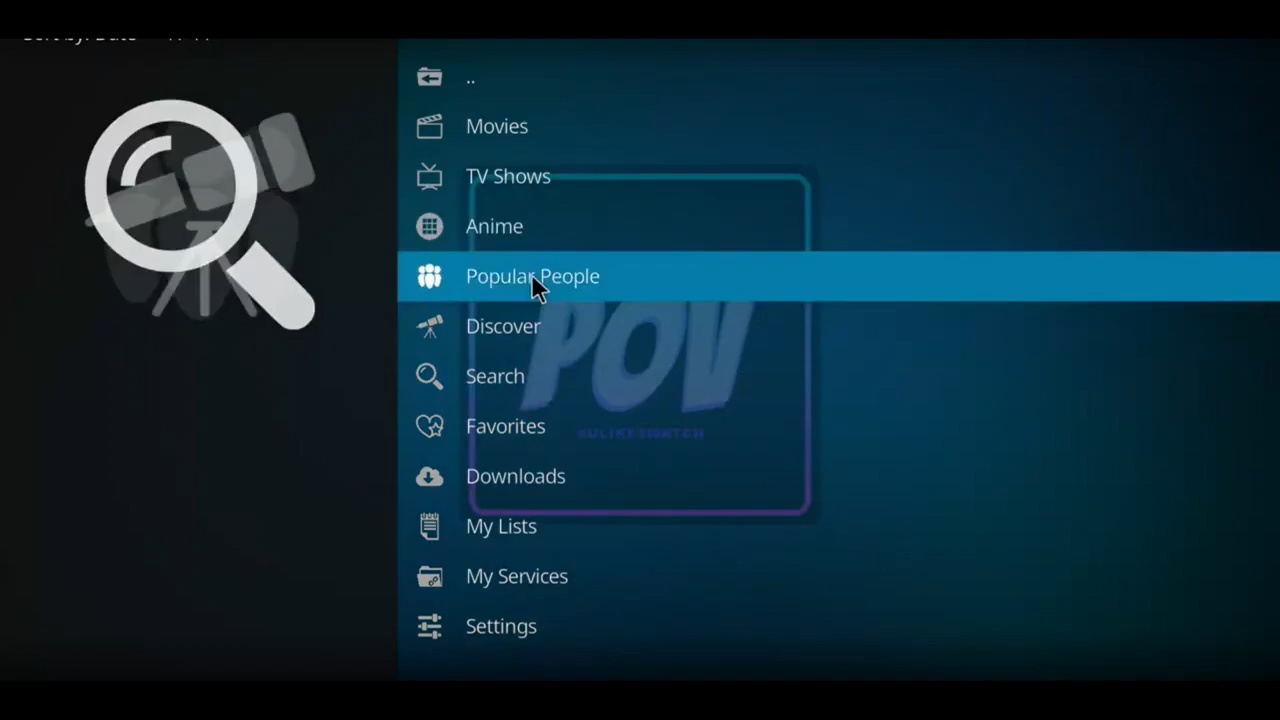 ..
Movies
TV Shows
Anime
Popular People
Discover
POV
Search
Favorites
Downloads
My Lists
My Services
Settings